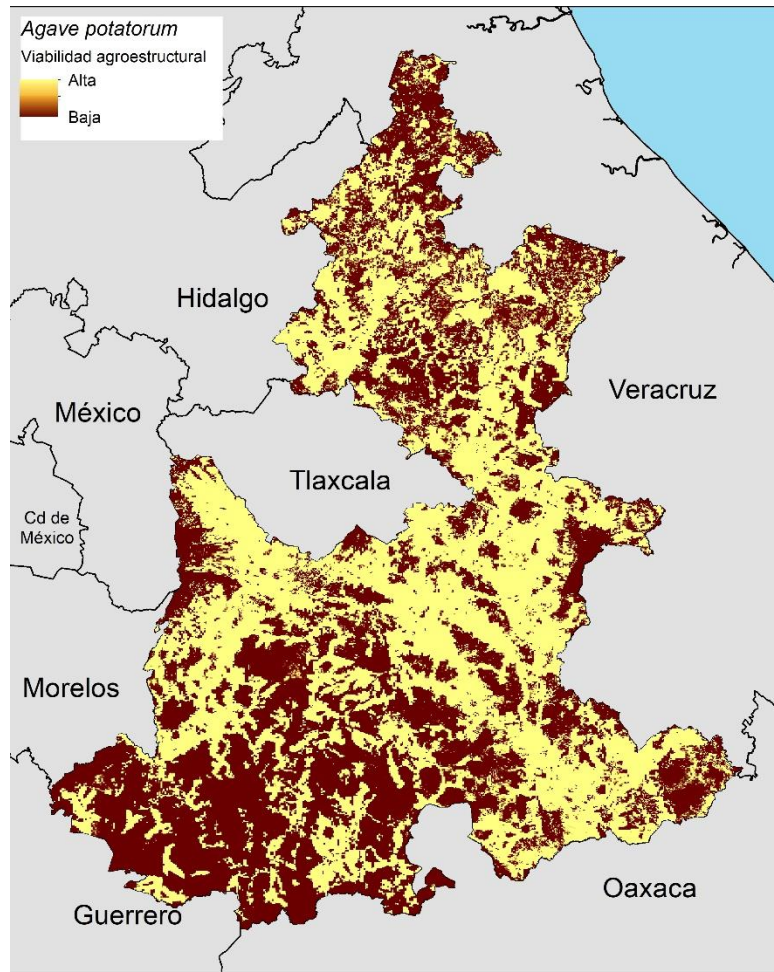 Agave potatorum
Viabilidad agroestructural
Alta
Baja
Hidalgo
México
Veracruz
Tlaxcala
Cd de
México
Morelos
Oaxaca
Guerrero